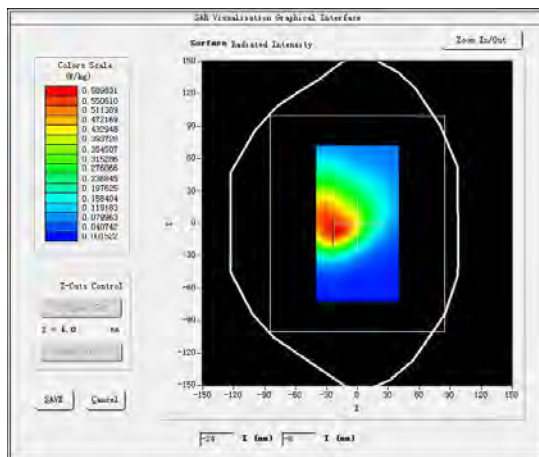 SAR Visualisation Graphical Interface
Surface Radiated Intensity
Zoom In/Out
Colors Scale
(W/kg)
0.589831
0.550610
0.511389
0.472169
0.432948
0.393728
0.354507
0.315286
0.276066
0.236845
0.197625
0.158404
0.119183
0.079963
0.040742
0.001522
Z-Cuts Control
Z =
SAVE
Cancel
150-
120-
90-
60-
30-
0-
-30-
-60-
-90-
-120-
-150-
-150 -120 -90 -60 -30 0 30 60 90 120 150
X (mm)
Y (mm)